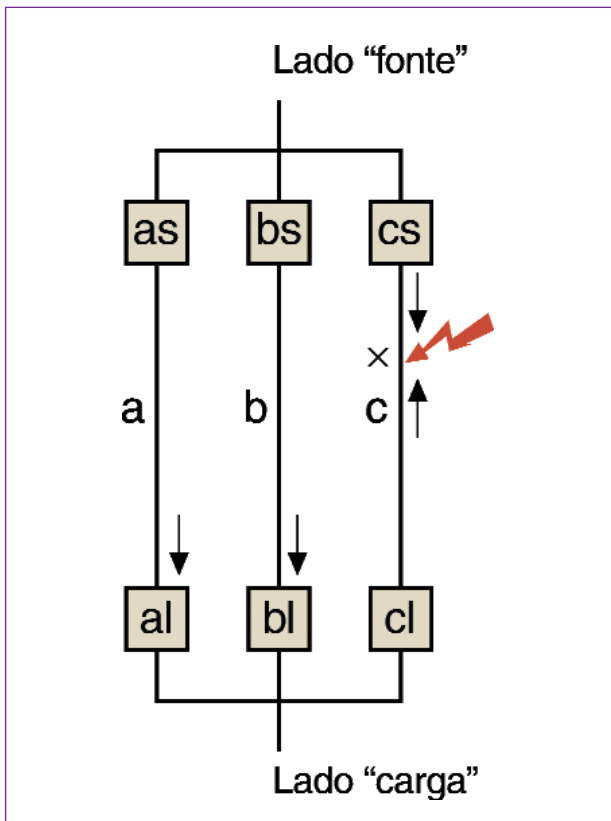 Lado “fonte”
as bs cs
×
a b c
al bl cl
Lado “carga”